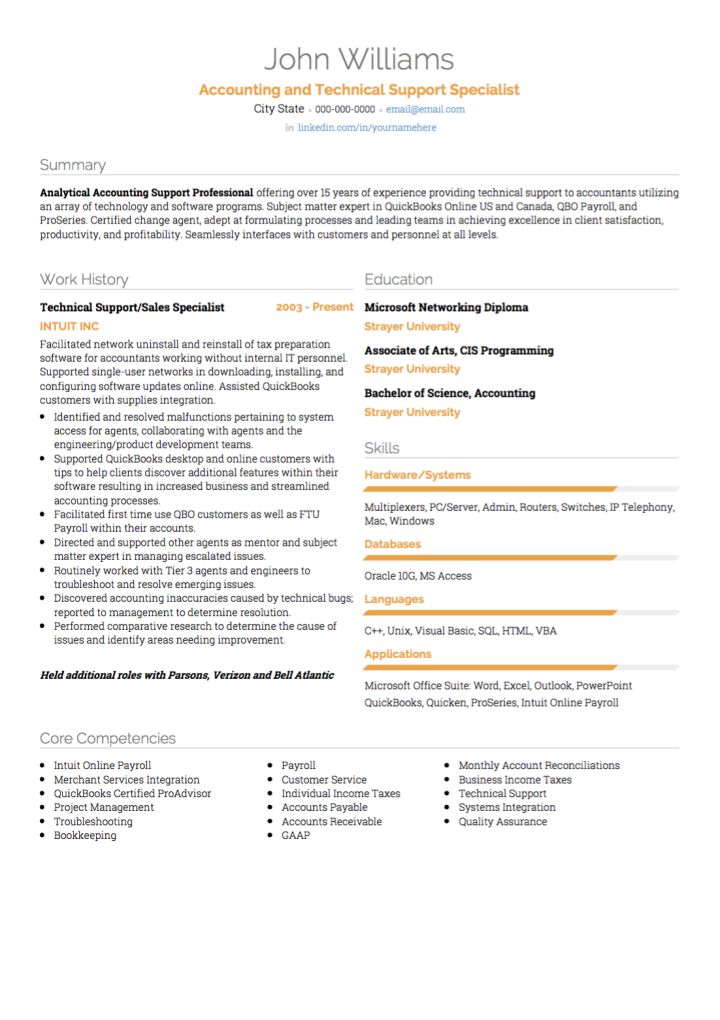 John Williams
Accounting and Technical Support Specialist
City State • 000-000-0000 • email@email.com
in linkedin.com/in/yournamehere
Summary
Analytical Accounting Support Professional offering over 15 years of experience providing technical support to accountants utilizing
an array of technology and software programs. Subject matter expert in QuickBooks Online US and Canada, QBO Payroll, and
ProSeries. Certified change agent, adept at formulating processes and leading teams in achieving excellence in client satisfaction,
productivity, and profitability. Seamlessly interfaces with customers and personnel at all levels.
Work History
Technical Support/Sales Specialist 2003 - Present
INTUIT INC
Facilitated network uninstall and reinstall of tax preparation
software for accountants working without internal IT personnel.
Supported single-user networks in downloading, installing, and
configuring software updates online. Assisted QuickBooks
customers with supplies integration.
• Identified and resolved malfunctions pertaining to system
access for agents, collaborating with agents and the
engineering/product development teams.
• Supported QuickBooks desktop and online customers with
tips to help clients discover additional features within their
software resulting in increased business and streamlined
accounting processes.
• Facilitated first time use QBO customers as well as FTU
Payroll within their accounts.
• Directed and supported other agents as mentor and subject
matter expert in managing escalated issues.
• Routinely worked with Tier 3 agents and engineers to
troubleshoot and resolve emerging issues.
• Discovered accounting inaccuracies caused by technical bugs;
reported to management to determine resolution.
• Performed comparative research to determine the cause of
issues and identify areas needing improvement.
Held additional roles with Parsons, Verizon and Bell Atlantic
Education
Microsoft Networking Diploma
Strayer University
Associate of Arts, CIS Programming
Strayer University
Bachelor of Science, Accounting
Strayer University
Skills
Hardware/Systems
Multiplexers, PC/Server, Admin, Routers, Switches, IP Telephony,
Mac, Windows
Databases
Oracle 10G, MS Access
Languages
C++, Unix, Visual Basic, SQL, HTML, VBA
Applications
Microsoft Office Suite: Word, Excel, Outlook, PowerPoint
QuickBooks, Quicken, ProSeries, Intuit Online Payroll
Core Competencies
• Intuit Online Payroll
• Merchant Services Integration
• QuickBooks Certified ProAdvisor
• Project Management
• Troubleshooting
• Bookkeeping
• Payroll
• Customer Service
• Individual Income Taxes
• Accounts Payable
• Accounts Receivable
• GAAP
• Monthly Account Reconciliations
• Business Income Taxes
• Technical Support
• Systems Integration
• Quality Assurance